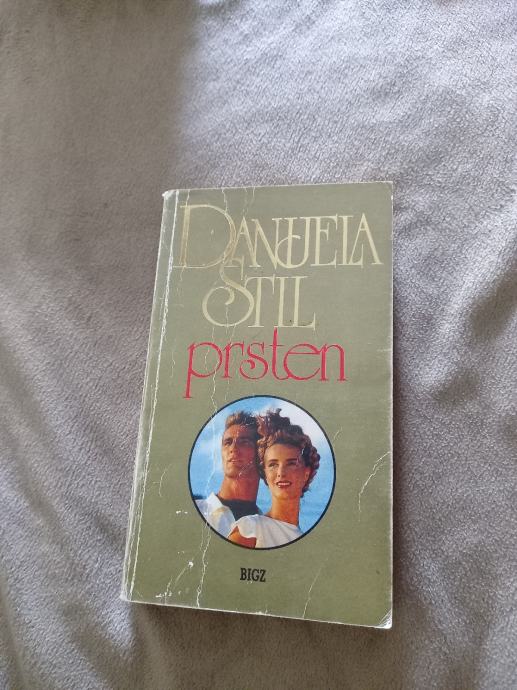 DANIJELA
STIL
prsten
BIGZ